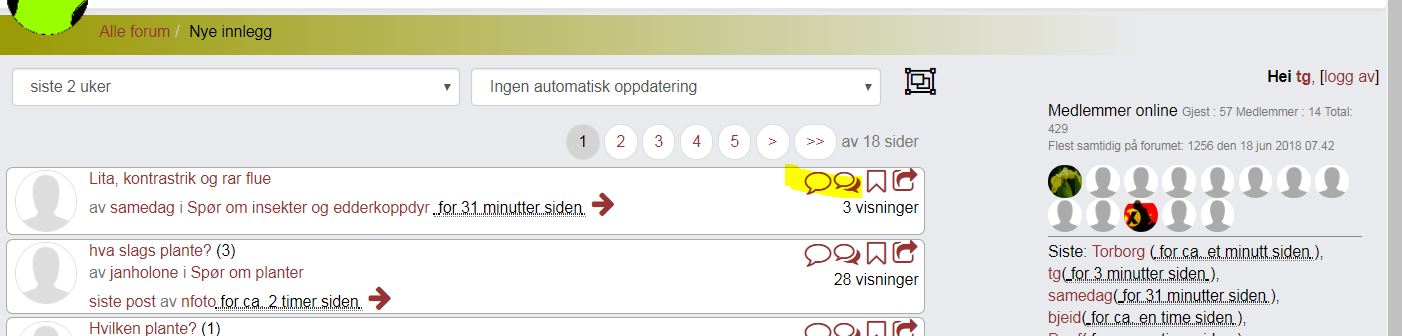 Alle forum / Nye innlegg
siste 2 uker
Ingen automatisk oppdatering
1 2 3 4 5 > >> av 18 sider
Lita, kontrastrik og rar flue
av samedag i Spør om insekter og edderkoppdyr for 31 minutter siden
3 visninger
hva slags plante? (3)
av janholone i Spør om planter
28 visninger
siste post av nfoto for ca. 2 timer siden
Hvilken plante? (1)
Hei tg, [logg av]
Medlemmer online Gjest : 57 Medlemmer : 14 Total:
429
Flest samtidig på forumet: 1256 den 18 jun 2018 07.42
Siste: Torborg ( for ca. et minutt siden ),
tg( for 3 minutter siden ),
samedag( for 31 minutter siden ),
bjeid( for ca. en time siden ),